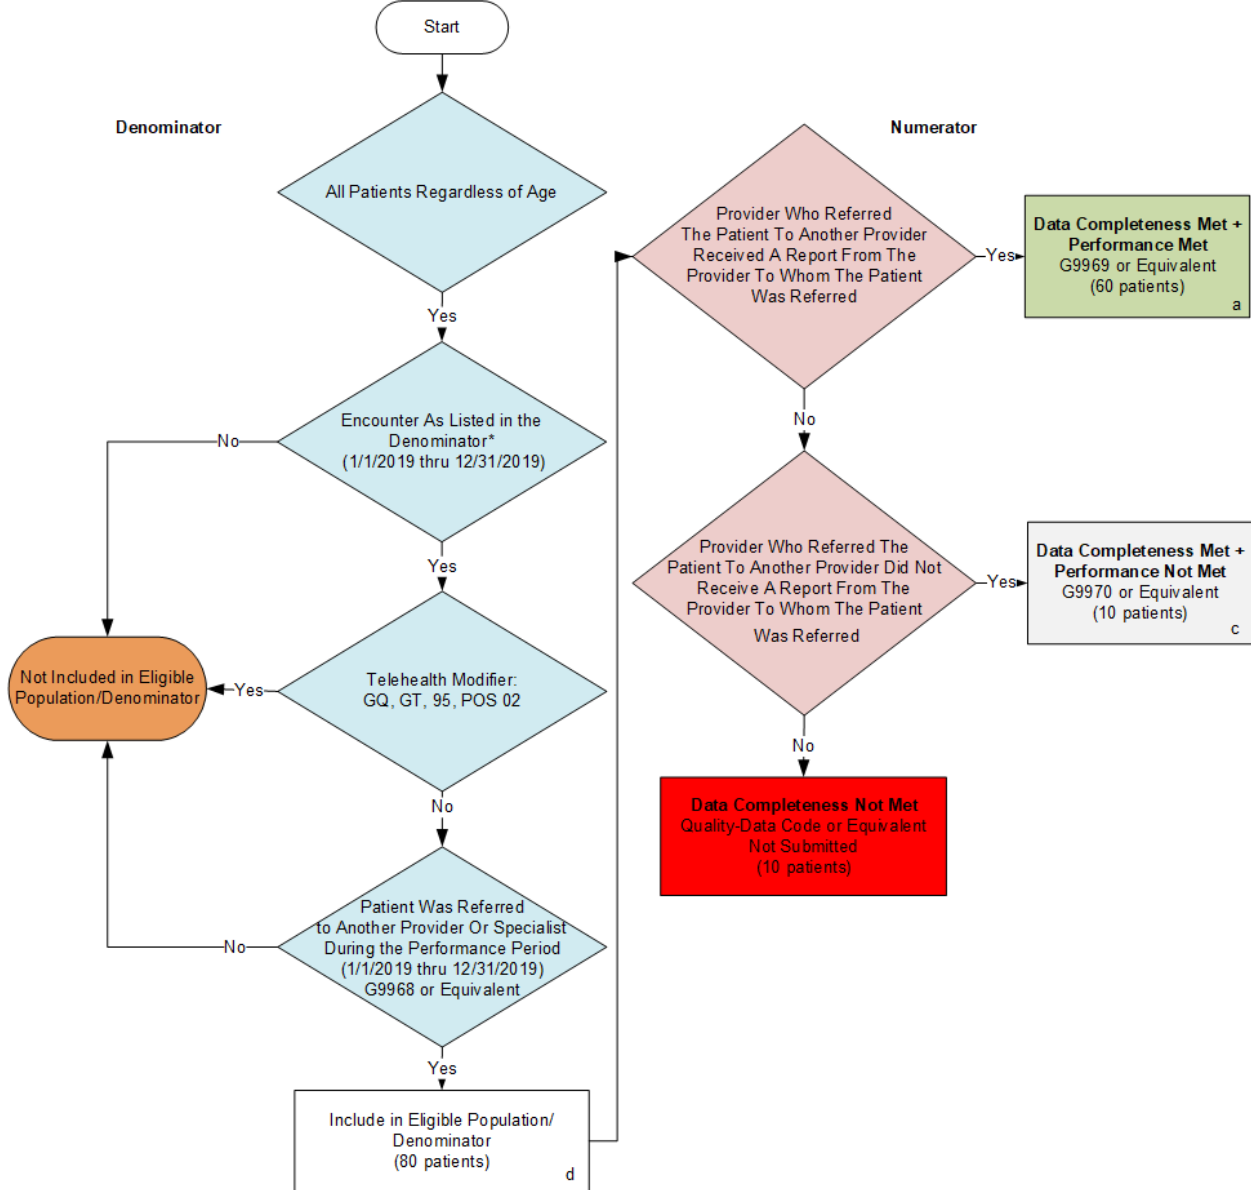 Start
Denominator
All Patients Regardless of Age
Yes
Encounter As Listed in the
Denominator*
(1/1/2019 thru 12/31/2019)
No
Yes
Telehealth Modifier:
GQ, GT, 95, POS 02
Yes
Not Included in Eligible
Population/Denominator
No
Patient Was Referred
to Another Provider Or Specialist
During the Performance Period
(1/1/2019 thru 12/31/2019)
G9968 or Equivalent
No
Yes
Include in Eligible Population/
Denominator
(80 patients)
d
Numerator
Provider Who Referred
The Patient To Another Provider
Received A Report From The
Provider To Whom The Patient
Was Referred
Yes
Data Completeness Met +
Performance Met
G9969 or Equivalent
(60 patients)
a
No
Provider Who Referred The
Patient To Another Provider Did Not
Receive A Report From The
Provider To Whom The Patient
Was Referred
Yes
Data Completeness Met +
Performance Not Met
G9970 or Equivalent
(10 patients)
c
No
Data Completeness Not Met
Quality-Data Code or Equivalent
Not Submitted
(10 patients)